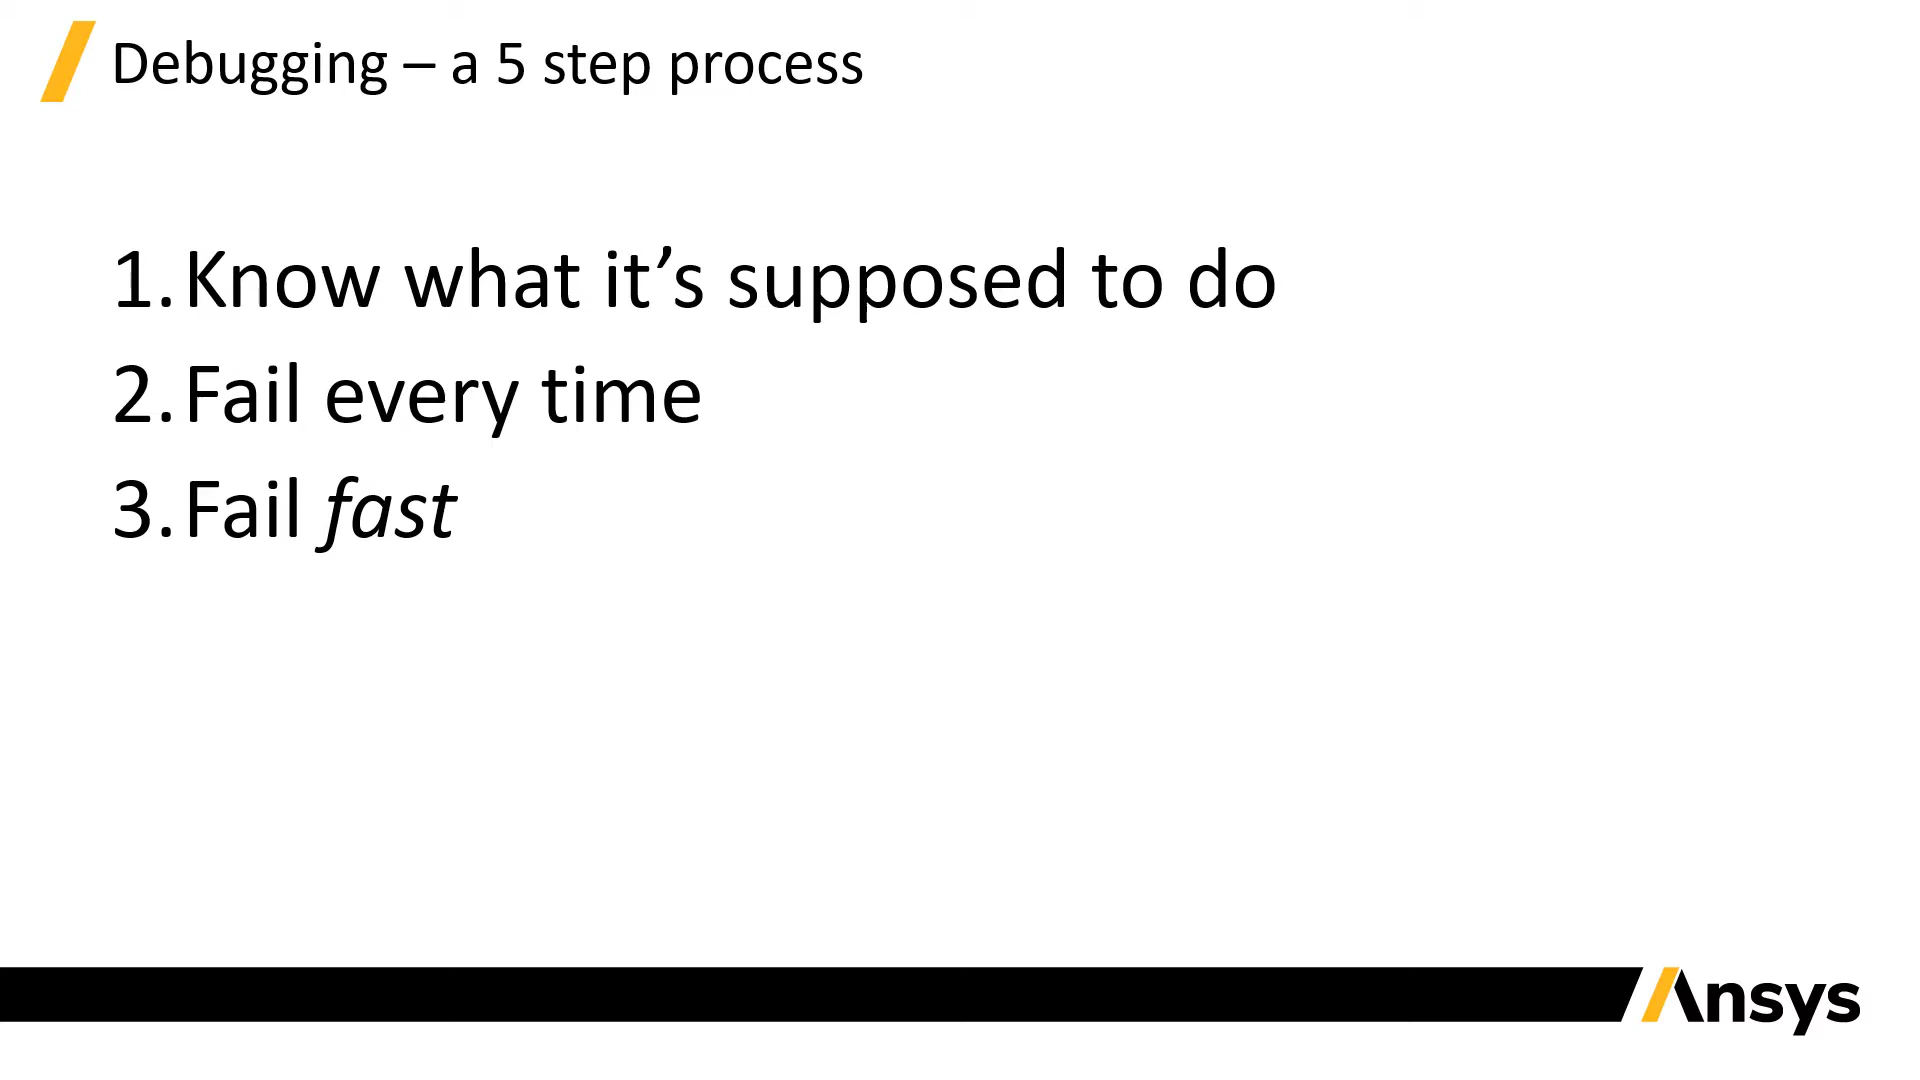 Debugging – a 5 step process
1. Know what it’s supposed to do
2. Fail every time
3. Fail fast
Ansys